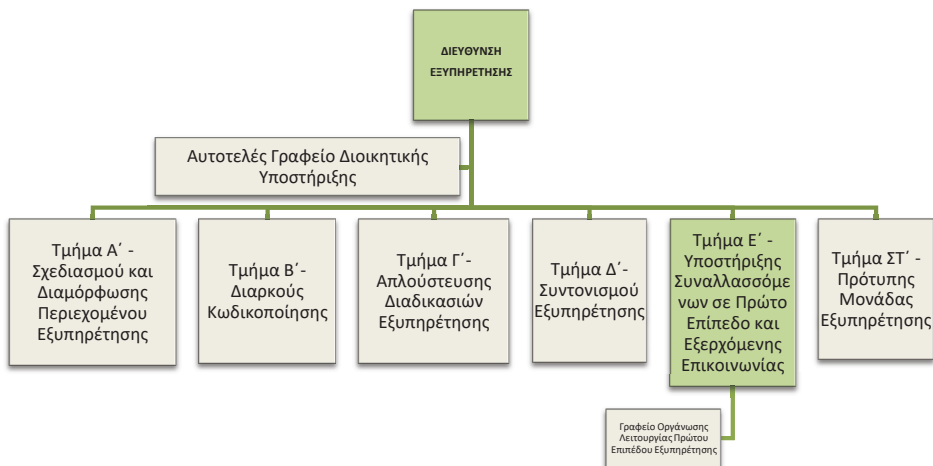 ΔΙΕΥΘΥΝΣΗ
ΕΞΥΠΗΡΕΤΗΣΗΣ
Αυτοτελές Γραφείο Διοικητικής
Υποστήριξης
Τμήμα Α΄ -
Σχεδιασμού και
Διαμόρφωσης
Περιεχομένου
Εξυπηρέτησης
Τμήμα Β΄-
Διαρκούς
Κωδικοποίησης
Τμήμα Γ΄-
Απλούστευσης
Διαδικασιών
Εξυπηρέτησης
Τμήμα Δ΄-
Συντονισμού
Εξυπηρέτησης
Τμήμα Ε΄ -
Υποστήριξης
Συναλλασσόμε
νων σε Πρώτο
Επίπεδο και
Εξερχόμενης
Επικοινωνίας
Τμήμα ΣΤ΄ -
Πρότυπης
Μονάδας
Εξυπηρέτησης
Γραφείο Οργάνωσης
Λειτουργίας Πρώτου
Επιπέδου Εξυπηρέτησης